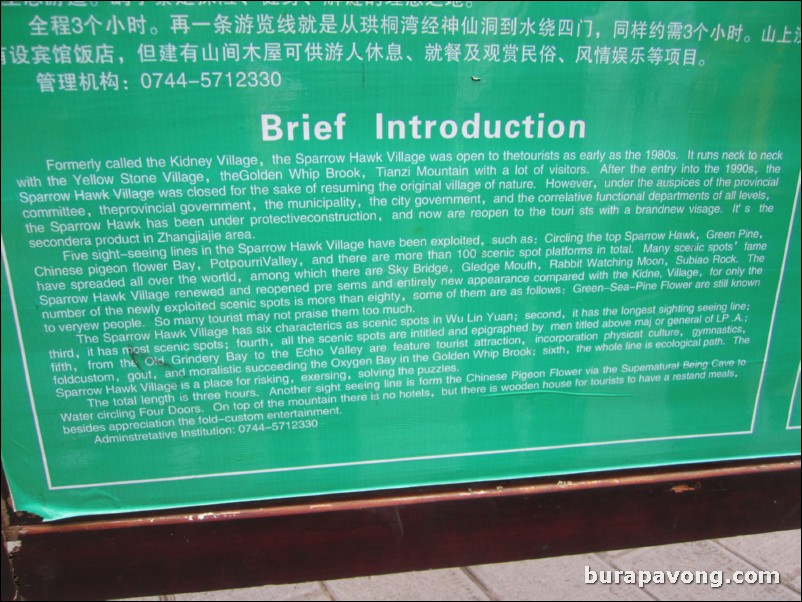 全程3个小时。再一条游览线就是从珙桐湾经神仙洞到水绕四门,同样约需3个小时。山上没
有设宾馆饭店,但建有山间木屋可供游人休息、就餐及观赏民俗、风情娱乐等项目。
管理机构:0744-5712330
Brief Introduction
Formerly called the Kidney Village, the Sparrow Hawk Village was open to thetourists as early as the 1980s. It runs neck to neck
with the Yellow Stone Village, theGolden Whip Brook, Tianzi Mountain with a lot of visitors. After the entry into the 1990s, the
Sparrow Hawk Village was closed for the sake of resuming the original village of nature. However, under the auspices of the provincial
committee, theprovincial government, the municipality, the city government, and the correlative functional departments of all levels,
the Sparrow Hawk has been under protectiveconstruction, and now are reopen to the touri sts with a brandnew visage. It' s the
secondera product in Zhangjiajie area.
Five sight-seeing lines in the Sparrow Hawk Village have been exploited, such as: Circling the top Sparrow Hawk, Green Pine,
Chinese pigeon flower Bay, PotpourriValley, and there are more than 100 scenic spot platforms in total. Many scenic spots' fame
have spreaded all over the wortld, among which there are Sky Bridge, Gledge Mouth, Rabbit Watching Moon, Subiao Rock. The
Sparrow Hawk Village renewed and reopened pre sems and entirely new appearance compared with the Kidne, Village, for only the
number of the newly exploited scenic spots is more than eighty, some of them are as follows: Green-Sea-Pine Flower are still known
to veryew people. So many tourist may not praise them too much.
The Sparrow Hawk Village has six characterics as scenic spots in Wu Lin Yuan; second, it has the longest sighting seeing line;
third, it has most scenic spots; fourth, all the scenic spots are intitled and epigraphed by men titled above maj or general of LP .A.;
fifth, from the Old Grindery Bay to the Echo Valley are feature tourist attraction, incorporation physicat culture, gymnastics,
foldcustom, gout, and moralistic succeeding the Oxygen Bay in the Golden Whip Brook; sixth, the whole line is ecological path. The
Sparrow Hawk Village is a place for risking, exersing, solving the puzzles.
The total length is three hours. Another sight seeing line is form the Chinese Pigeon Flower via the Supernatural Being Cave to
Water circling Four Doors. On top of the mountain there is no hotels, but there is wooden house for tourists to have a restand meals,
besides appreciation the fold-custom entertainment.
Adminstretative Institution: 0744-5712330
burapavong.com